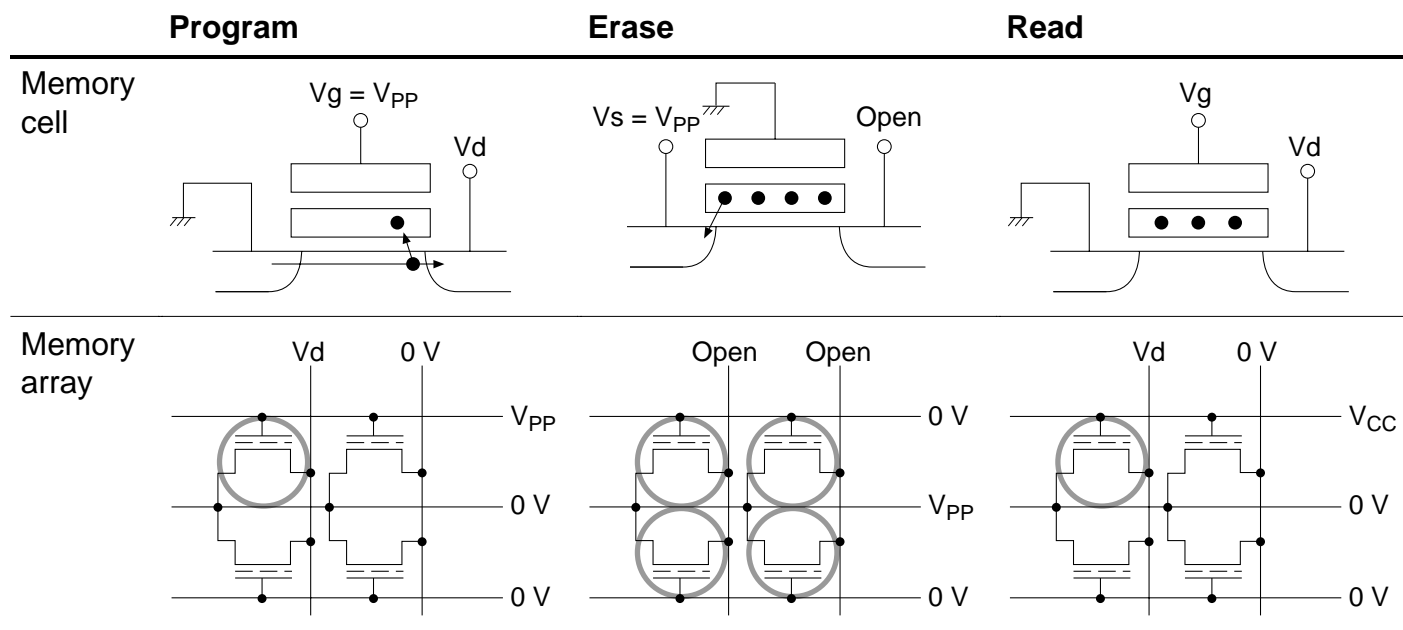 Program Erase Read
Memory
cell
Vg = VPP
Vd
Vs = VPP
Open
Vg
Vd
Memory
array
Vd 0 V
VPP
0 V
0 V
Open Open
0 V
VPP
0 V
Vd 0 V
VCC
0 V
0 V